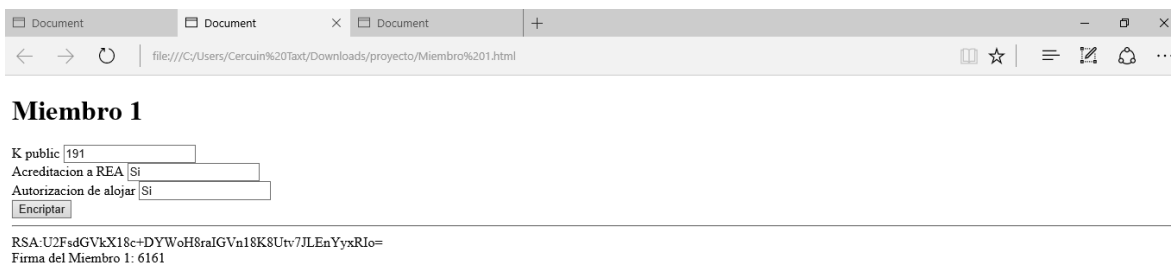 Document Document Document
file:///C:/Users/Cercuin%20Taxt/Downloads/proyecto/Miembro%201.html
Miembro 1
K public 191
Acreditacion a REA Si
Autorizacion de alojar Si
Encriptar
RSA:U2FsdGVkX18c+DYWoH8raIGVn18K8Utv7JLEnYyxRIo=
Firma del Miembro 1: 6161